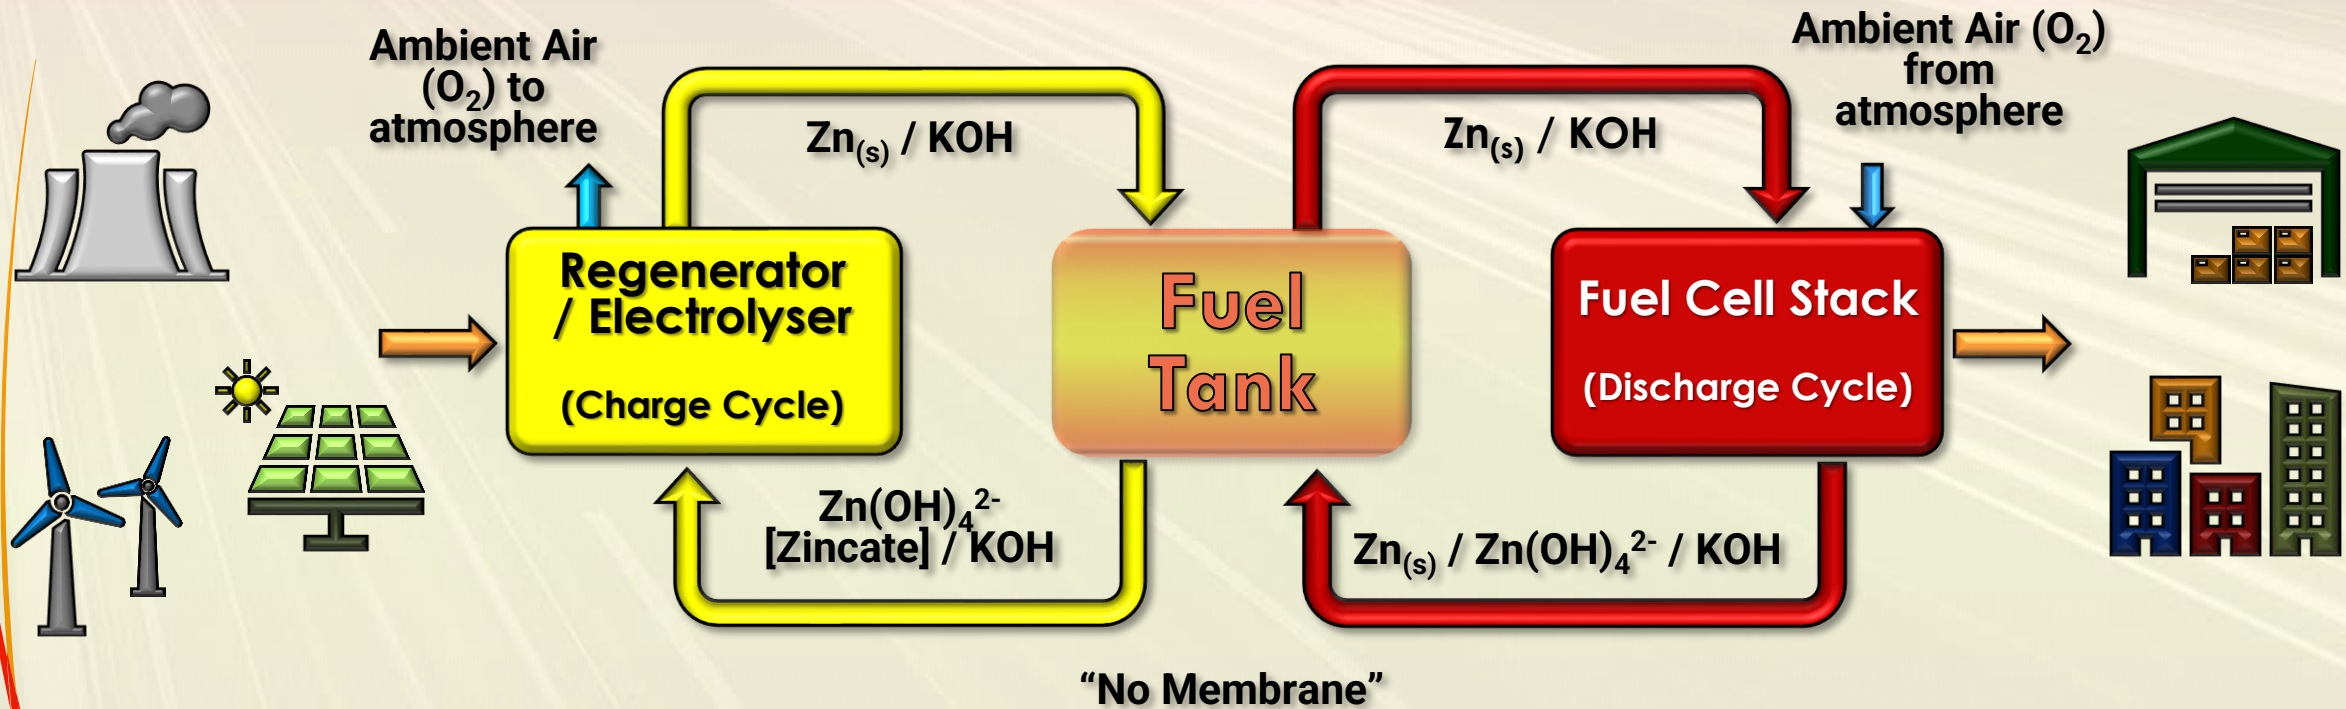 Ambient Air
(O₂) to
atmosphere
Zn₍ₛ₎ / KOH
Zn₍ₛ₎ / KOH
Ambient Air (O₂)
from
atmosphere
Regenerator
/ Electrolyser
(Charge Cycle)
Fuel
Tank
Fuel Cell Stack
(Discharge Cycle)
Zn(OH)₄²⁻
[Zincate] / KOH
Zn₍ₛ₎ / Zn(OH)₄²⁻ / KOH
“No Membrane”